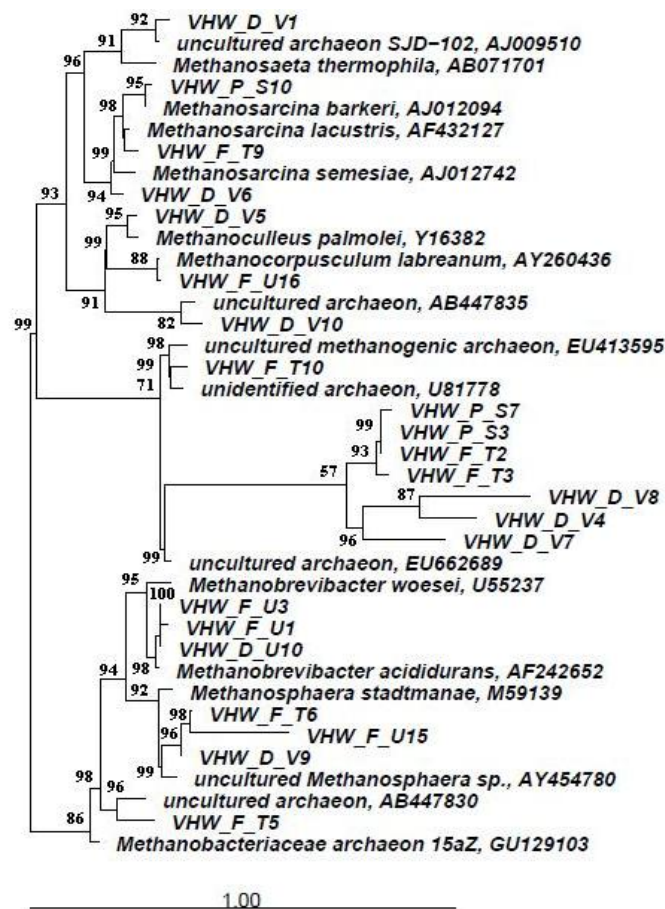 92 VHW_D_V1
91 uncultured archaeon SJD−102, AJ009510
96 Methanosaeta thermophila, AB071701
95 VHW_P_S10
98 Methanosarcina barkeri, AJ012094
Methanosarcina lacustris, AF432127
99 VHW_F_T9
Methanosarcina semesiae, AJ012742
93 94 VHW_D_V6
95 VHW_D_V5
99 Methanoculleus palmolei, Y16382
88 Methanocorpusculum labreanum, AY260436
VHW_F_U16
91 uncultured archaeon, AB447835
99 82 VHW_D_V10
98 uncultured methanogenic archaeon, EU413595
99 VHW_F_T10
71 unidentified archaeon, U81778
VHW_P_S7
99 VHW_P_S3
93 VHW_F_T2
57 VHW_F_T3
87 VHW_D_V8
VHW_D_V4
96 VHW_D_V7
99 uncultured archaeon, EU662689
95 Methanobrevibacter woesei, U55237
100 VHW_F_U3
VHW_F_U1
VHW_D_U10
94 98 Methanobrevibacter acididurans, AF242652
92 Methanosphaera stadtmanae, M59139
98 VHW_F_T6
96 VHW_F_U15
VHW_D_V9
98 99 uncultured Methanosphaera sp., AY454780
96 uncultured archaeon, AB447830
86 VHW_F_T5
Methanobacteriaceae archaeon 15aZ, GU129103
1.00